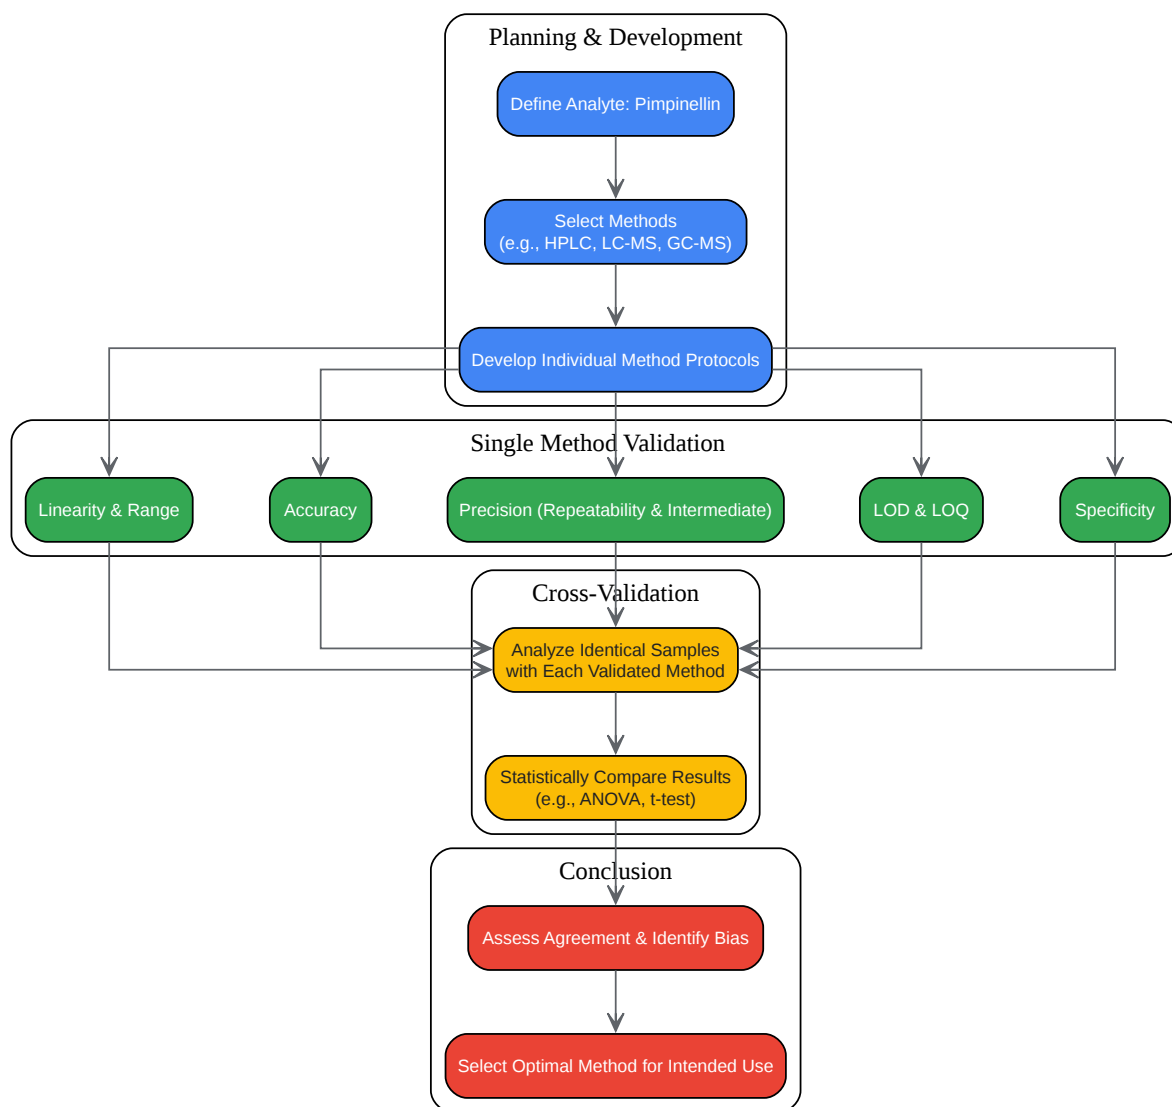 Planning & Development
Define Analyte: Pimpinellin
Select Methods
(e.g., HPLC, LC-MS, GC-MS)
Develop Individual Method Protocols
Single Method Validation
Linearity & Range
Accuracy
Precision (Repeatability & Intermediate)
LOD & LOQ
Specificity
Cross-Validation
Analyze Identical Samples
with Each Validated Method
Statistically Compare Results
(e.g., ANOVA, t-test)
Conclusion
Assess Agreement & Identify Bias
Select Optimal Method for Intended Use